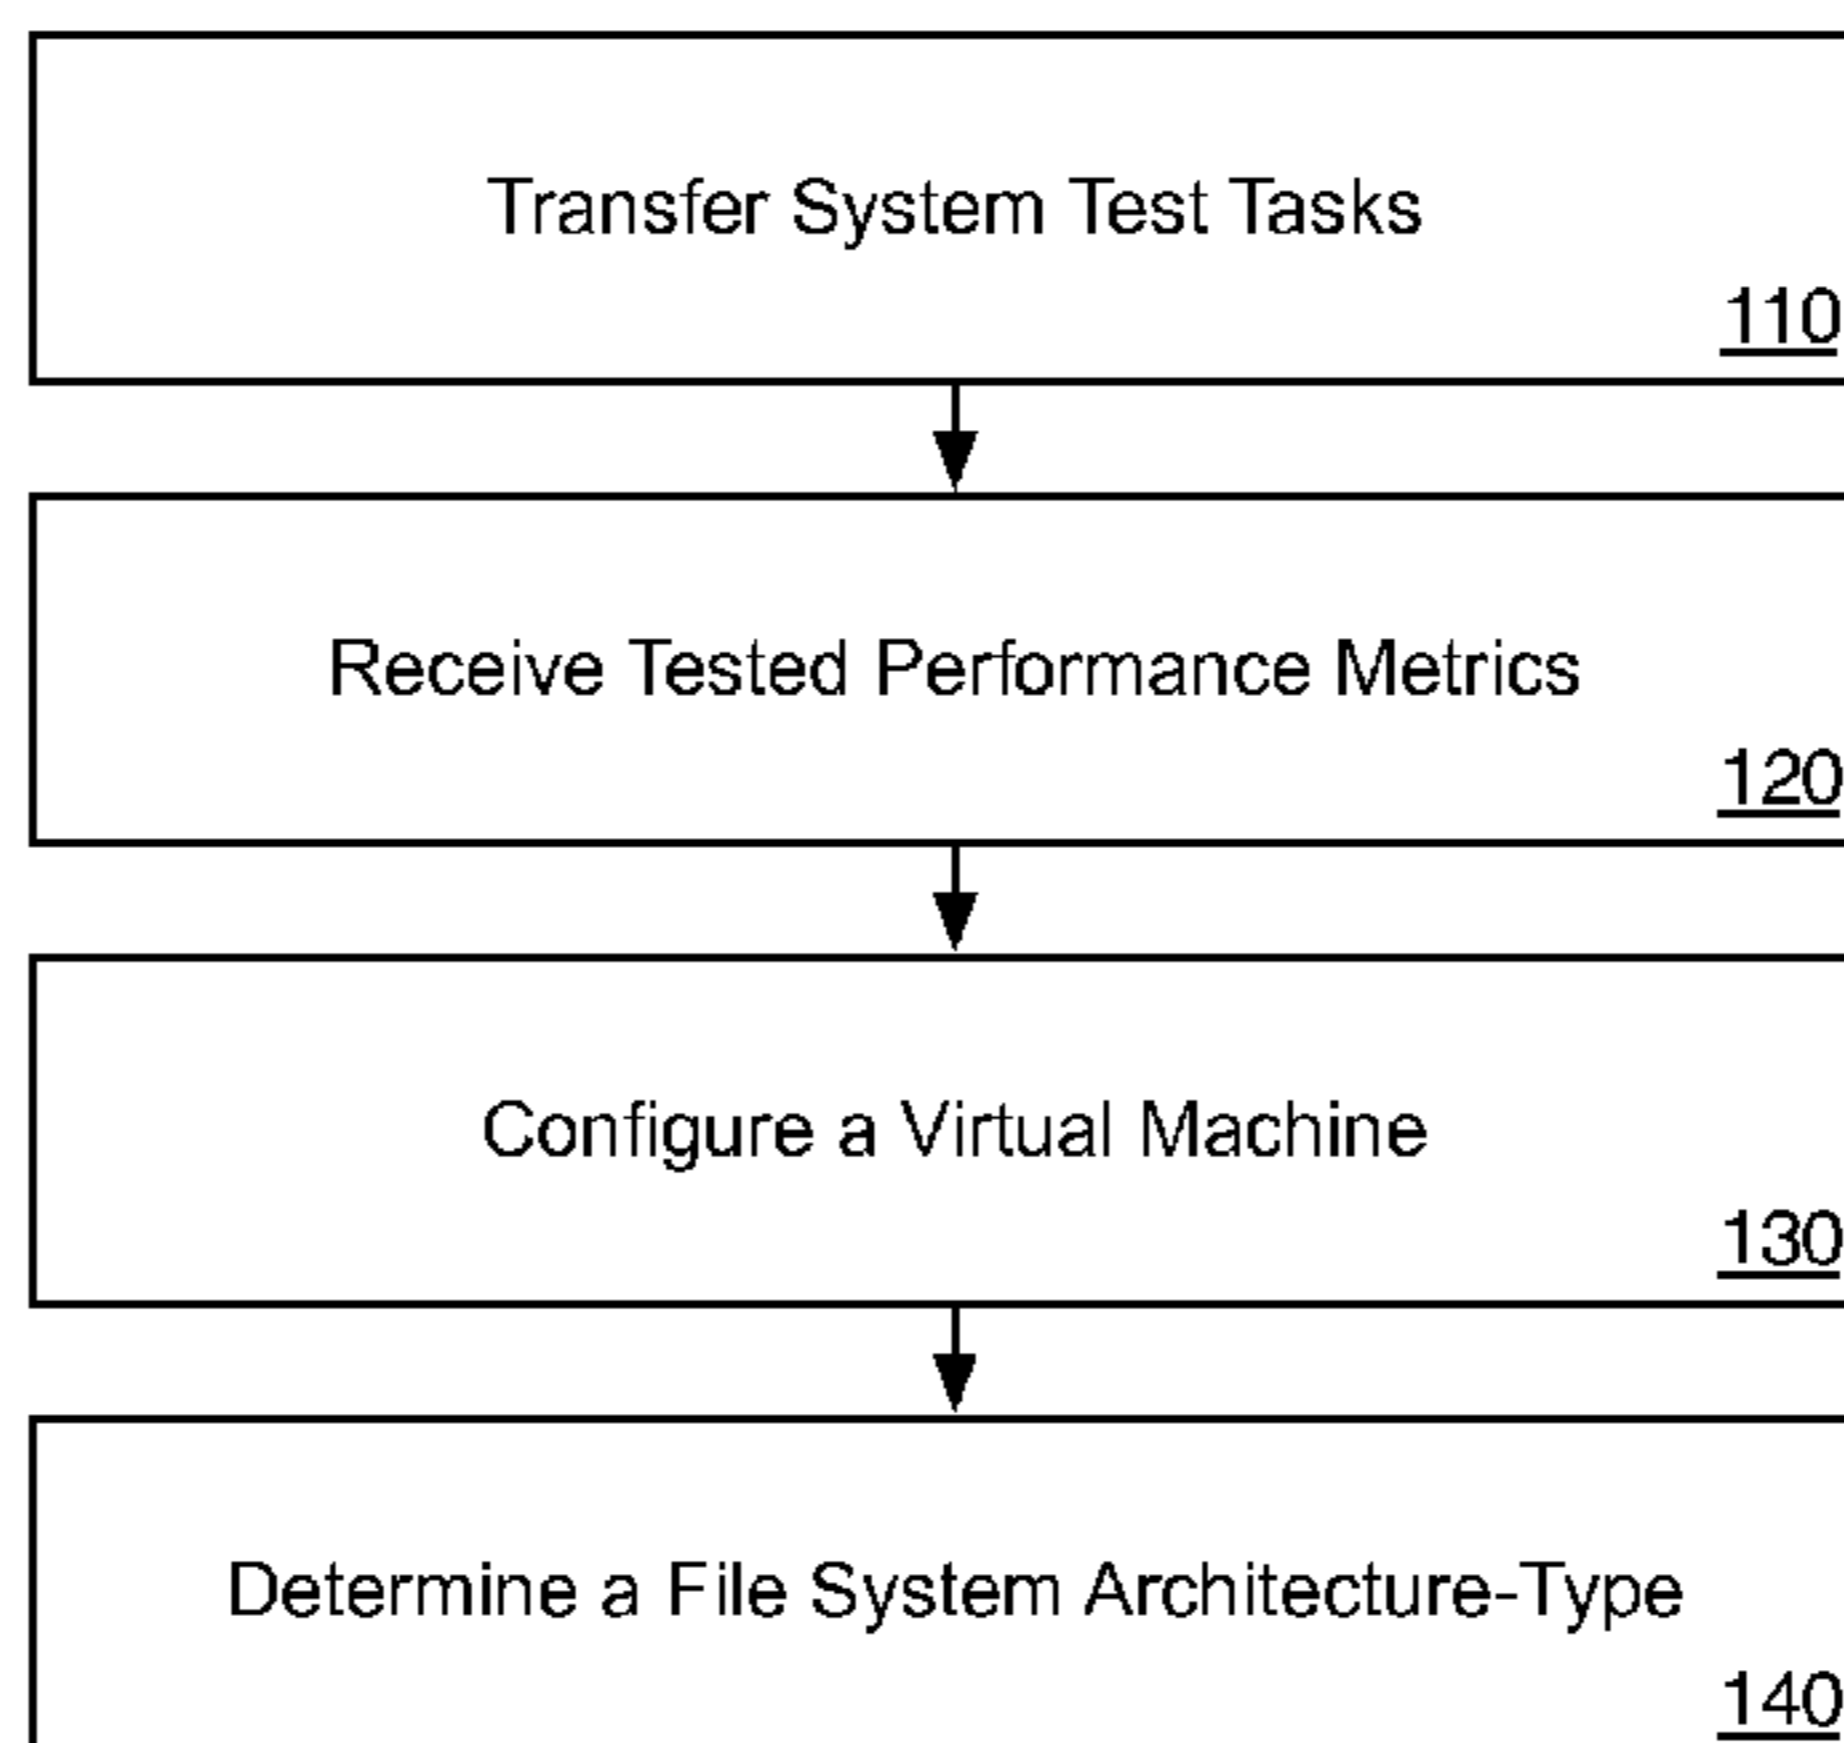 Transfer System Test Tasks
110
Receive Tested Performance Metrics
120
Configure a Virtual Machine
130
Determine a File System Architecture-Type
140